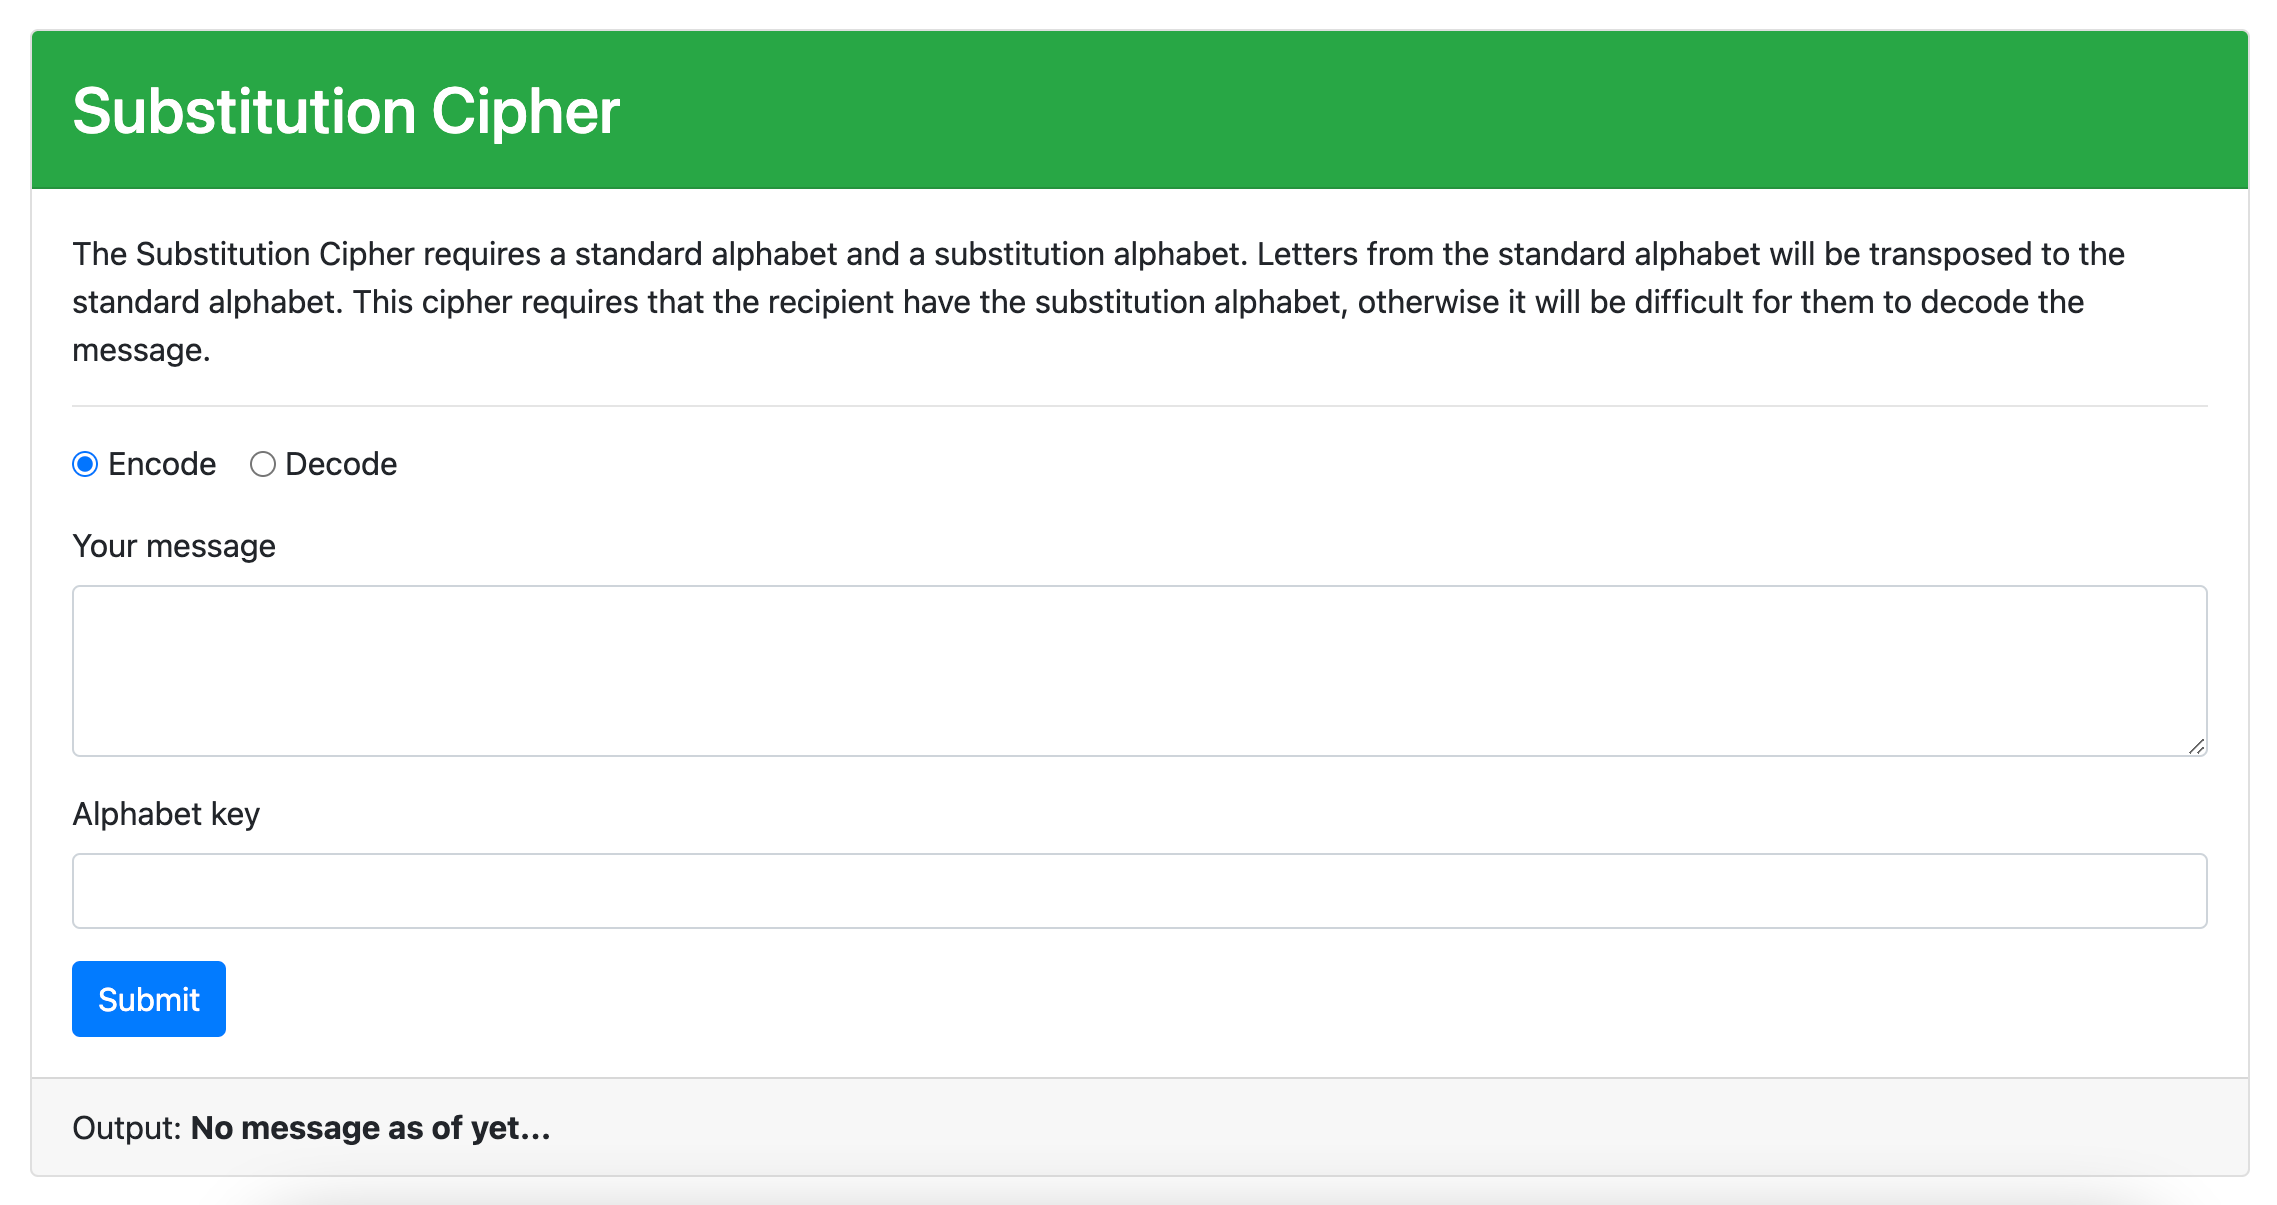 Substitution Cipher
The Substitution Cipher requires a standard alphabet and a substitution alphabet. Letters from the standard alphabet will be transposed to the
standard alphabet. This cipher requires that the recipient have the substitution alphabet, otherwise it will be difficult for them to decode the
message.
Encode Decode
Your message
Alphabet key
Submit
Output: No message as of yet...